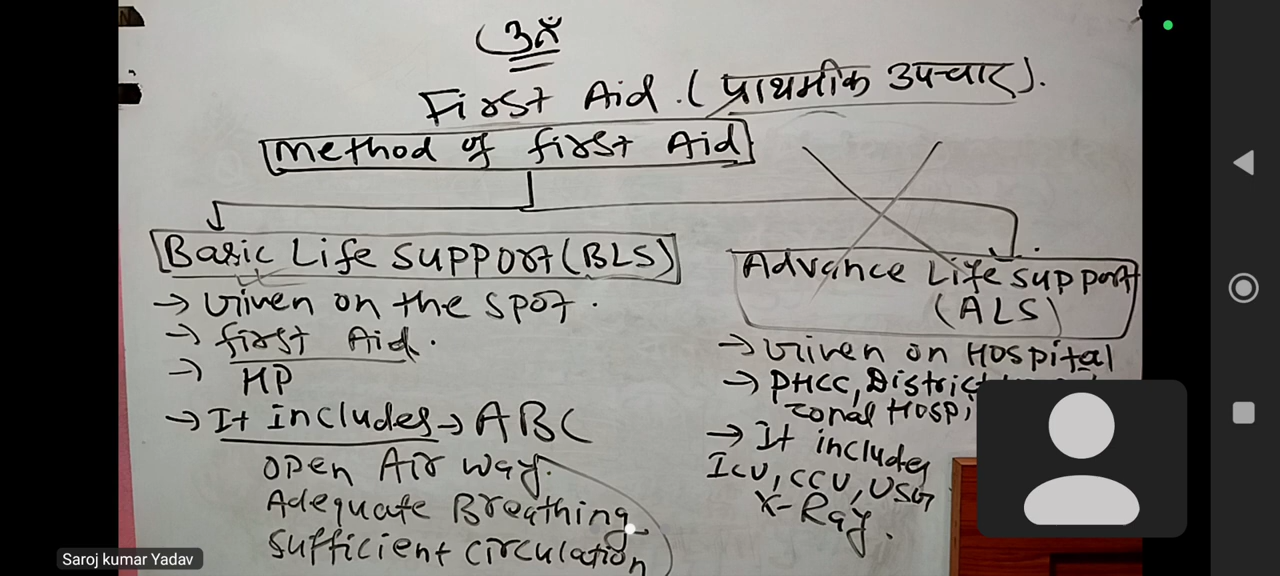 ॐ
First Aid. (प्राथमीक उपचार).
Method of first Aid
Basic Life support (BLS)
→ Given on the spot.
→ first Aid.
→ HP
→ It includes → ABC
open Air way.
Adequate Breathing
Sufficient circulation
Advance Life support
(ALS)
→ Given on Hospital
→ PHCC, District
zonal Hospi
→ It includes
ICU, CCU, USG
X-Ray.
Saroj kumar Yadav